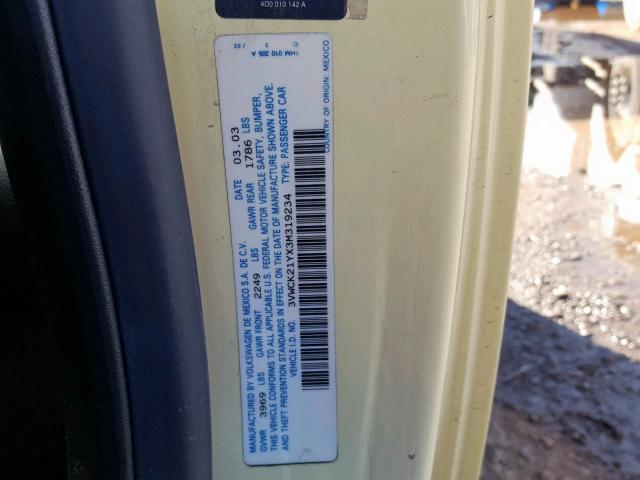 4D0 010 142 A
MANUFACTURED BY VOLKSWAGEN DE MEXICO S.A. DE C.V. DATE 03.03
GVWR 3969 LBS GAWR FRONT 2249 LBS GAWR REAR 1786 LBS
THIS VEHICLE CONFORMS TO ALL APPLICABLE U.S. FEDERAL MOTOR VEHICLE SAFETY, BUMPER,
AND THEFT PREVENTION STANDARDS IN EFFECT ON THE DATE OF MANUFACTURE SHOWN ABOVE.
VEHICLE I.D. NO. 3VWCK21YX3M319234 TYPE: PASSENGER CAR
COUNTRY OF ORIGIN: MEXICO
1HM 010 205 A